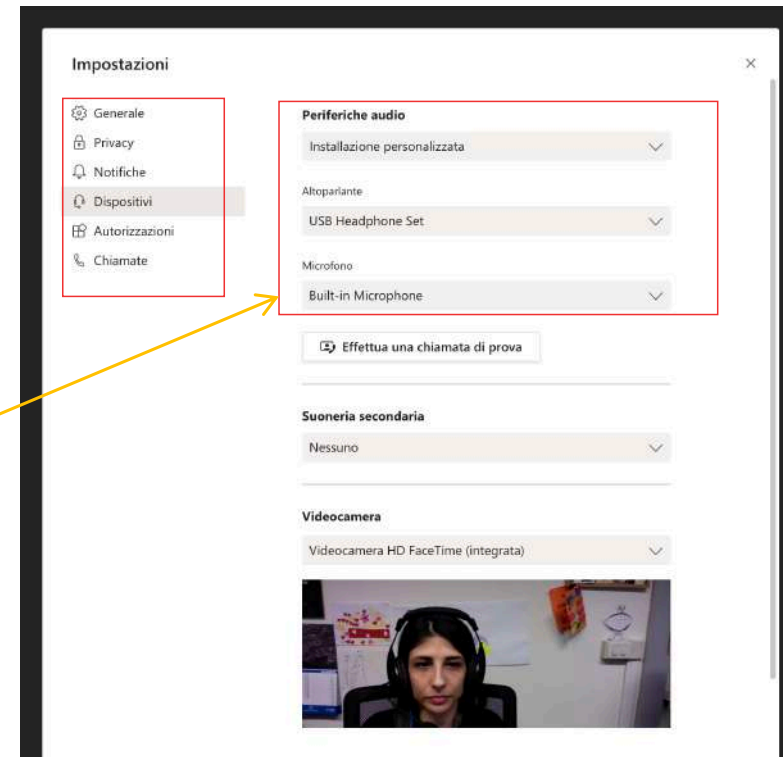 Impostazioni
Generale
Privacy
Notifiche
Dispositivi
Autorizzazioni
Chiamate
Periferiche audio
Installazione personalizzata
Altoparlante
USB Headphone Set
Microfono
Built-in Microphone
Effettua una chiamata di prova
Suoneria secondaria
Nessuno
Videocamera
Videocamera HD FaceTime (integrata)